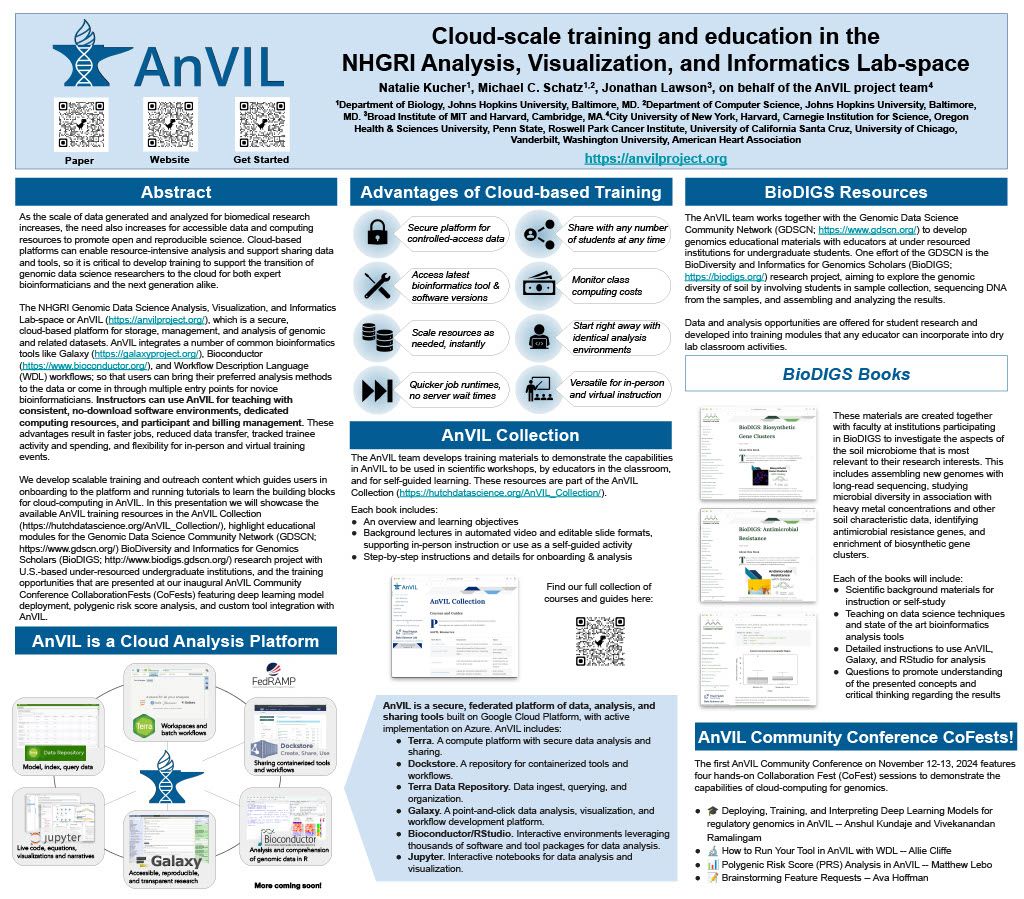 AnVIL
Paper
Website
Get Started
Cloud-scale training and education in the
NHGRI Analysis, Visualization, and Informatics Lab-space
Natalie Kucher¹, Michael C. Schatz¹,², Jonathan Lawson³, on behalf of the AnVIL project team⁴
¹Department of Biology, Johns Hopkins University, Baltimore, MD. ²Department of Computer Science, Johns Hopkins University, Baltimore,
MD. ³Broad Institute of MIT and Harvard, Cambridge, MA.⁴City University of New York, Harvard, Carnegie Institution for Science, Oregon
Health & Sciences University, Penn State, Roswell Park Cancer Institute, University of California Santa Cruz, University of Chicago,
Vanderbilt, Washington University, American Heart Association
https://anvilproject.org
Abstract
As the scale of data generated and analyzed for biomedical research
increases, the need also increases for accessible data and computing
resources to promote open and reproducible science. Cloud-based
platforms can enable resource-intensive analysis and support sharing data
and tools, so it is critical to develop training to support the transition of
genomic data science researchers to the cloud for both expert
bioinformaticians and the next generation alike.
The NHGRI Genomic Data Science Analysis, Visualization, and Informatics
Lab-space or AnVIL (https://anvilproject.org/), which is a secure,
cloud-based platform for storage, management, and analysis of genomic
and related datasets. AnVIL integrates a number of common bioinformatics
tools like Galaxy (https://galaxyproject.org/), Bioconductor
(https://www.bioconductor.org/), and Workflow Description Language
(WDL) workflows; so that users can bring their preferred analysis methods
to the data or come in through multiple entry points for novice
bioinformaticians. Instructors can use AnVIL for teaching with
consistent, no-download software environments, dedicated
computing resources, and participant and billing management. These
advantages result in faster jobs, reduced data transfer, tracked trainee
activity and spending, and flexibility for in-person and virtual training
events.
We develop scalable training and outreach content which guides users in
onboarding to the platform and running tutorials to learn the building blocks
for cloud-computing in AnVIL. In this presentation we will showcase the
available AnVIL training resources in the AnVIL Collection
(https://hutchdatascience.org/AnVIL_Collection/), highlight educational
modules for the Genomic Data Science Community Network (GDSCN;
https://www.gdscn.org/) BioDiversity and Informatics for Genomics
Scholars (BioDIGS; http://www.biodigs.gdscn.org/) research project with
U.S.-based under-resourced undergraduate institutions, and the training
opportunities that are presented at our inaugural AnVIL Community
Conference CollaborationFests (CoFests) featuring deep learning model
deployment, polygenic risk score analysis, and custom tool integration with
AnVIL.
AnVIL is a Cloud Analysis Platform
FedRAMP
Terra
Workspaces and
batch workflows
Data Repository
Model, index, query data
Dockstore
Create, Share, Use
Sharing containerized tools
and workflows
jupyter
Live code, equations,
visualizations and narratives
Galaxy
Accessible, reproducible,
and transparent research
Bioconductor
Analysis and comprehension
of genomic data in R
More coming soon!
Advantages of Cloud-based Training
Secure platform for
controlled-access data
Share with any number
of students at any time
Access latest
bioinformatics tool &
software versions
Monitor class
computing costs
Scale resources as
needed, instantly
Start right away with
identical analysis
environments
Quicker job runtimes,
no server wait times
Versatile for in-person
and virtual instruction
AnVIL Collection
The AnVIL team develops training materials to demonstrate the capabilities
in AnVIL to be used in scientific workshops, by educators in the classroom,
and for self-guided learning. These resources are part of the AnVIL
Collection (https://hutchdatascience.org/AnVIL_Collection/).
Each book includes:
● An overview and learning objectives
● Background lectures in automated video and editable slide formats,
supporting in-person instruction or use as a self-guided activity
● Step-by-step instructions and details for onboarding & analysis
AnVIL
AnVIL Collection
Find our full collection of
courses and guides here:
AnVIL is a secure, federated platform of data, analysis, and
sharing tools built on Google Cloud Platform, with active
implementation on Azure. AnVIL includes:
● Terra. A compute platform with secure data analysis and
sharing.
● Dockstore. A repository for containerized tools and
workflows.
● Terra Data Repository. Data ingest, querying, and
organization.
● Galaxy. A point-and-click data analysis, visualization, and
workflow development platform.
● Bioconductor/RStudio. Interactive environments leveraging
thousands of software and tool packages for data analysis.
● Jupyter. Interactive notebooks for data analysis and
visualization.
BioDIGS Resources
The AnVIL team works together with the Genomic Data Science
Community Network (GDSCN; https://www.gdscn.org/) to develop
genomics educational materials with educators at under resourced
institutions for undergraduate students. One effort of the GDSCN is the
BioDiversity and Informatics for Genomics Scholars (BioDIGS;
https://biodigs.org/) research project, aiming to explore the genomic
diversity of soil by involving students in sample collection, sequencing DNA
from the samples, and assembling and analyzing the results.
Data and analysis opportunities are offered for student research and
developed into training modules that any educator can incorporate into dry
lab classroom activities.
BioDIGS Books
BioDIGS: Biosynthetic
Gene Clusters
BioDIGS: Antimicrobial
Resistance
These materials are created together
with faculty at institutions participating
in BioDIGS to investigate the aspects of
the soil microbiome that is most
relevant to their research interests. This
includes assembling new genomes with
long-read sequencing, studying
microbial diversity in association with
heavy metal concentrations and other
soil characteristic data, identifying
antimicrobial resistance genes, and
enrichment of biosynthetic gene
clusters.
Each of the books will include:
● Scientific background materials for
instruction or self-study
● Teaching on data science techniques
and state of the art bioinformatics
analysis tools
● Detailed instructions to use AnVIL,
Galaxy, and RStudio for analysis
● Questions to promote understanding
of the presented concepts and
critical thinking regarding the results
AnVIL Community Conference CoFests!
The first AnVIL Community Conference on November 12-13, 2024 features
four hands-on Collaboration Fest (CoFest) sessions to demonstrate the
capabilities of cloud-computing for genomics.
● 🎓 Deploying, Training, and Interpreting Deep Learning Models for
regulatory genomics in AnVIL -- Anshul Kundaje and Vivekanandan
Ramalingam
● 🔬 How to Run Your Tool in AnVIL with WDL -- Allie Cliffe
● 📊 Polygenic Risk Score (PRS) Analysis in AnVIL -- Matthew Lebo
● 📝 Brainstorming Feature Requests -- Ava Hoffman